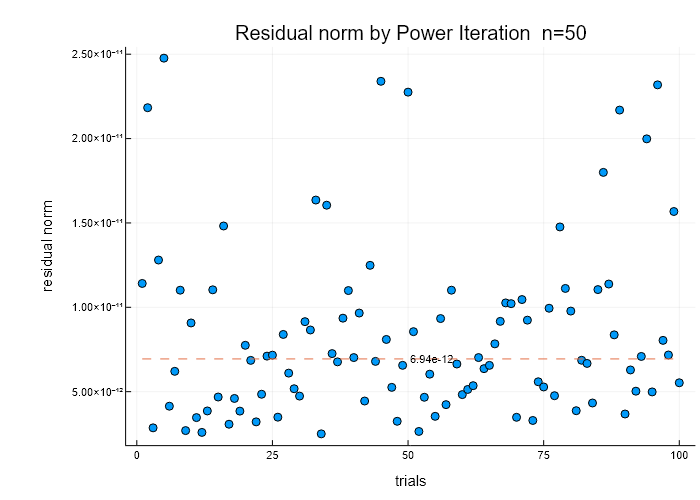 Residual norm by Power Iteration n=50
2.50×10⁻¹¹
2.00×10⁻¹¹
1.50×10⁻¹¹
1.00×10⁻¹¹
5.00×10⁻¹²
residual norm
6.94e-12
0 25 50 75 100
trials